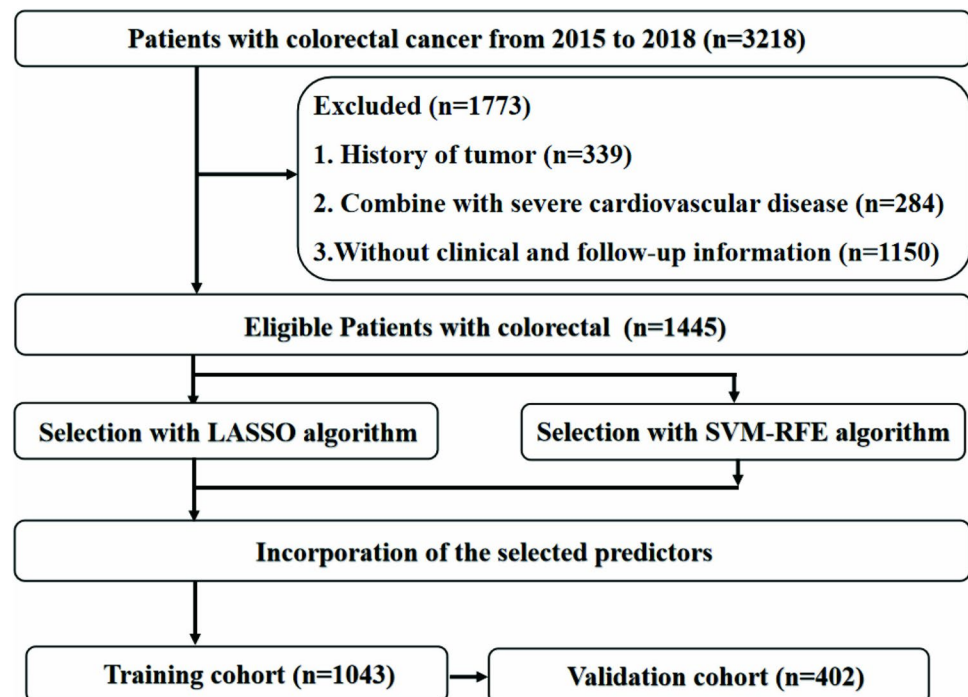 Patients with colorectal cancer from 2015 to 2018 (n=3218)
Excluded (n=1773)
1. History of tumor (n=339)
2. Combine with severe cardiovascular disease (n=284)
3.Without clinical and follow-up information (n=1150)
Eligible Patients with colorectal (n=1445)
Selection with LASSO algorithm
Selection with SVM-RFE algorithm
Incorporation of the selected predictors
Training cohort (n=1043)
Validation cohort (n=402)